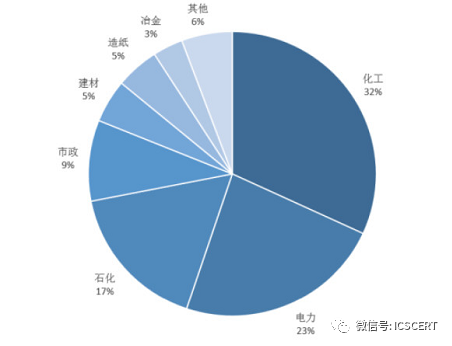 化工
32%
电力
23%
石化
17%
市政
9%
建材
5%
造纸
5%
冶金
3%
其他
6%
微信号:ICSCERT